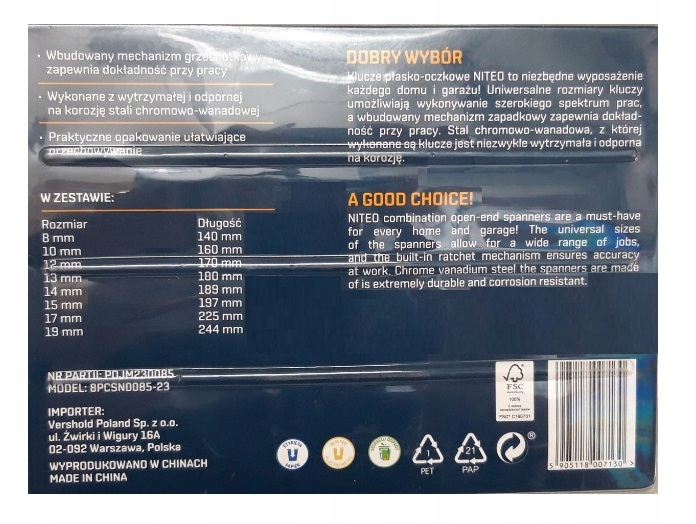 · Wbudowany mechanizm grzechotkowy
zapewnia dokładność przy pracy
· Wykonane z wytrzymałej i odpornej
na korozję stali chromowo-wanadowej
· Praktyczne opakowanie ułatwiające
przechowywanie
DOBRY WYBÓR
Klucze płasko-oczkowe NITEO to niezbędne wyposażenie
każdego domu i garażu! Uniwersalne rozmiary kluczy
umożliwiają wykonywanie szerokiego spektrum prac,
a wbudowany mechanizm zapadkowy zapewnia dokład-
ność przy pracy. Stal chromowo-wanadowa, z której
wykonane są klucze jest niezwykle wytrzymała i odporna
na korozję.
W ZESTAWIE:
Rozmiar Długość
8 mm 140 mm
10 mm 160 mm
12 mm 170 mm
13 mm 180 mm
14 mm 189 mm
15 mm 197 mm
17 mm 225 mm
19 mm 244 mm
A GOOD CHOICE!
NITEO combination open-end spanners are a must-have
for every home and garage! The universal sizes
of the spanners allow for a wide range of jobs,
and the built-in ratchet mechanism ensures accuracy
at work. Chrome vanadium steel the spanners are made
of is extremely durable and corrosion resistant.
NR PARTII: POJM230085
MODEL: 8PCSN0085-23
IMPORTER:
Vershold Poland Sp. z o.o.
ul. Żwirki i Wigury 16A
02-092 Warszawa, Polska
WYPRODUKOWANO W CHINACH
MADE IN CHINA
PAPIER
1
PET
21
PAP
®
FSC
100%
FSC® C160731
5 905118 007130 >